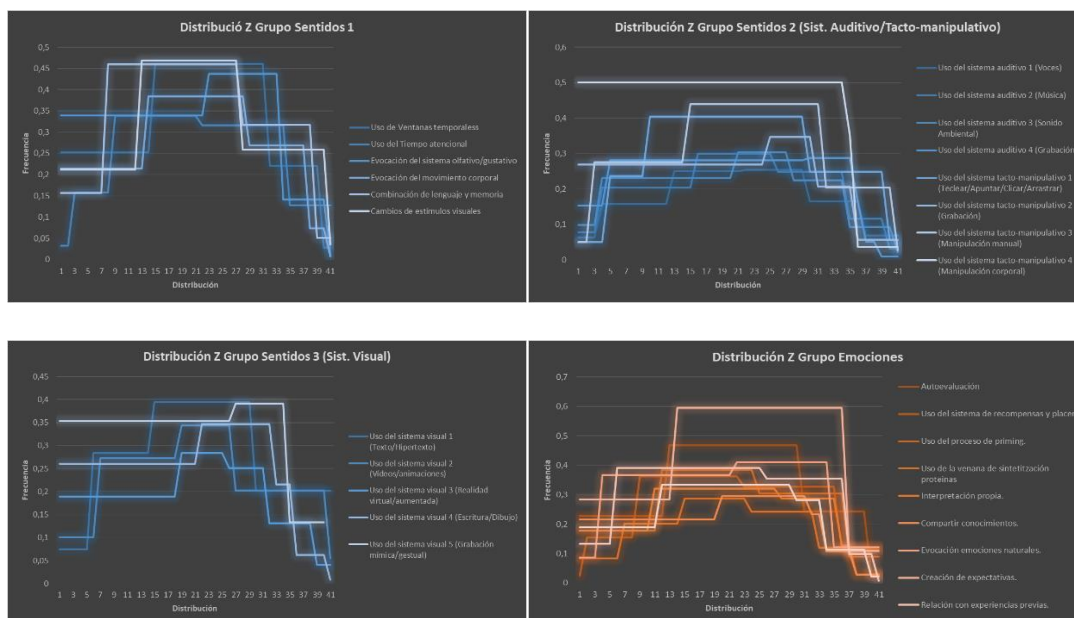 Distribució Z Grupo Sentidos 1
0,5
0,45
0,4
0,35
0,3
0,25
0,2
0,15
0,1
0,05
0
Frecuencia
1 3 5 7 9 11 13 15 17 19 21 23 25 27 29 31 33 35 37 39 41
Distribución
Uso de Ventanas temporaless
Uso del Tiempo atencional
Evocación del sistema olfativo/gustativo
Evocación del movimiento corporal
Combinación de lenguaje y memoria
Cambios de estímulos visuales
Distribución Z Grupo Sentidos 2 (Sist. Auditivo/Tacto-manipulativo)
0,6
0,5
0,4
0,3
0,2
0,1
0
Frecuencia
1 3 5 7 9 11 13 15 17 19 21 23 25 27 29 31 33 35 37 39 41
Distribución
Uso del sistema auditivo 1 (Voces)
Uso del sistema auditivo 2 (Música)
Uso del sistema auditivo 3 (Sonido
Ambiental)
Uso del sistema auditivo 4 (Grabación)
Uso del sistema tacto-manipulativo 1
(Teclear/Apuntar/Clicar/Arrastrar)
Uso del sistema tacto-manipulativo 2
(Grabación)
Uso del sistema tacto-manipulativo 3
(Manipulación manual)
Uso del sistema tacto-manipulativo 4
(Manipulación corporal)
Distribución Z Grupo Sentidos 3 (Sist. Visual)
0,45
0,4
0,35
0,3
0,25
0,2
0,15
0,1
0,05
0
Frecuencia
1 3 5 7 9 11 13 15 17 19 21 23 25 27 29 31 33 35 37 39 41
Distribución
Uso del sistema visual 1
(Texto/Hipertexto)
Uso del sistema visual 2
(Vídeos/animaciones)
Uso del sistema visual 3 (Realidad
virtual/aumentada)
Uso del sistema visual 4 (Escritura/Dibujo)
Uso del sistema visual 5 (Grabación
mímica/gestual)
Distribución Z Grupo Emociones
0,7
0,6
0,5
0,4
0,3
0,2
0,1
0
Frecuencia
1 3 5 7 9 11 13 15 17 19 21 23 25 27 29 31 33 35 37 39 41
Distribución
Autoevaluación
Uso del sistema de recompensas y placer
Uso del proceso de priming.
Uso de la venana de sintetitzación
proteinas
Interpretación propia.
Compartir conocimientos.
Evocación emociones naturales.
Creación de expectativas.
Relación con experiencias previas.